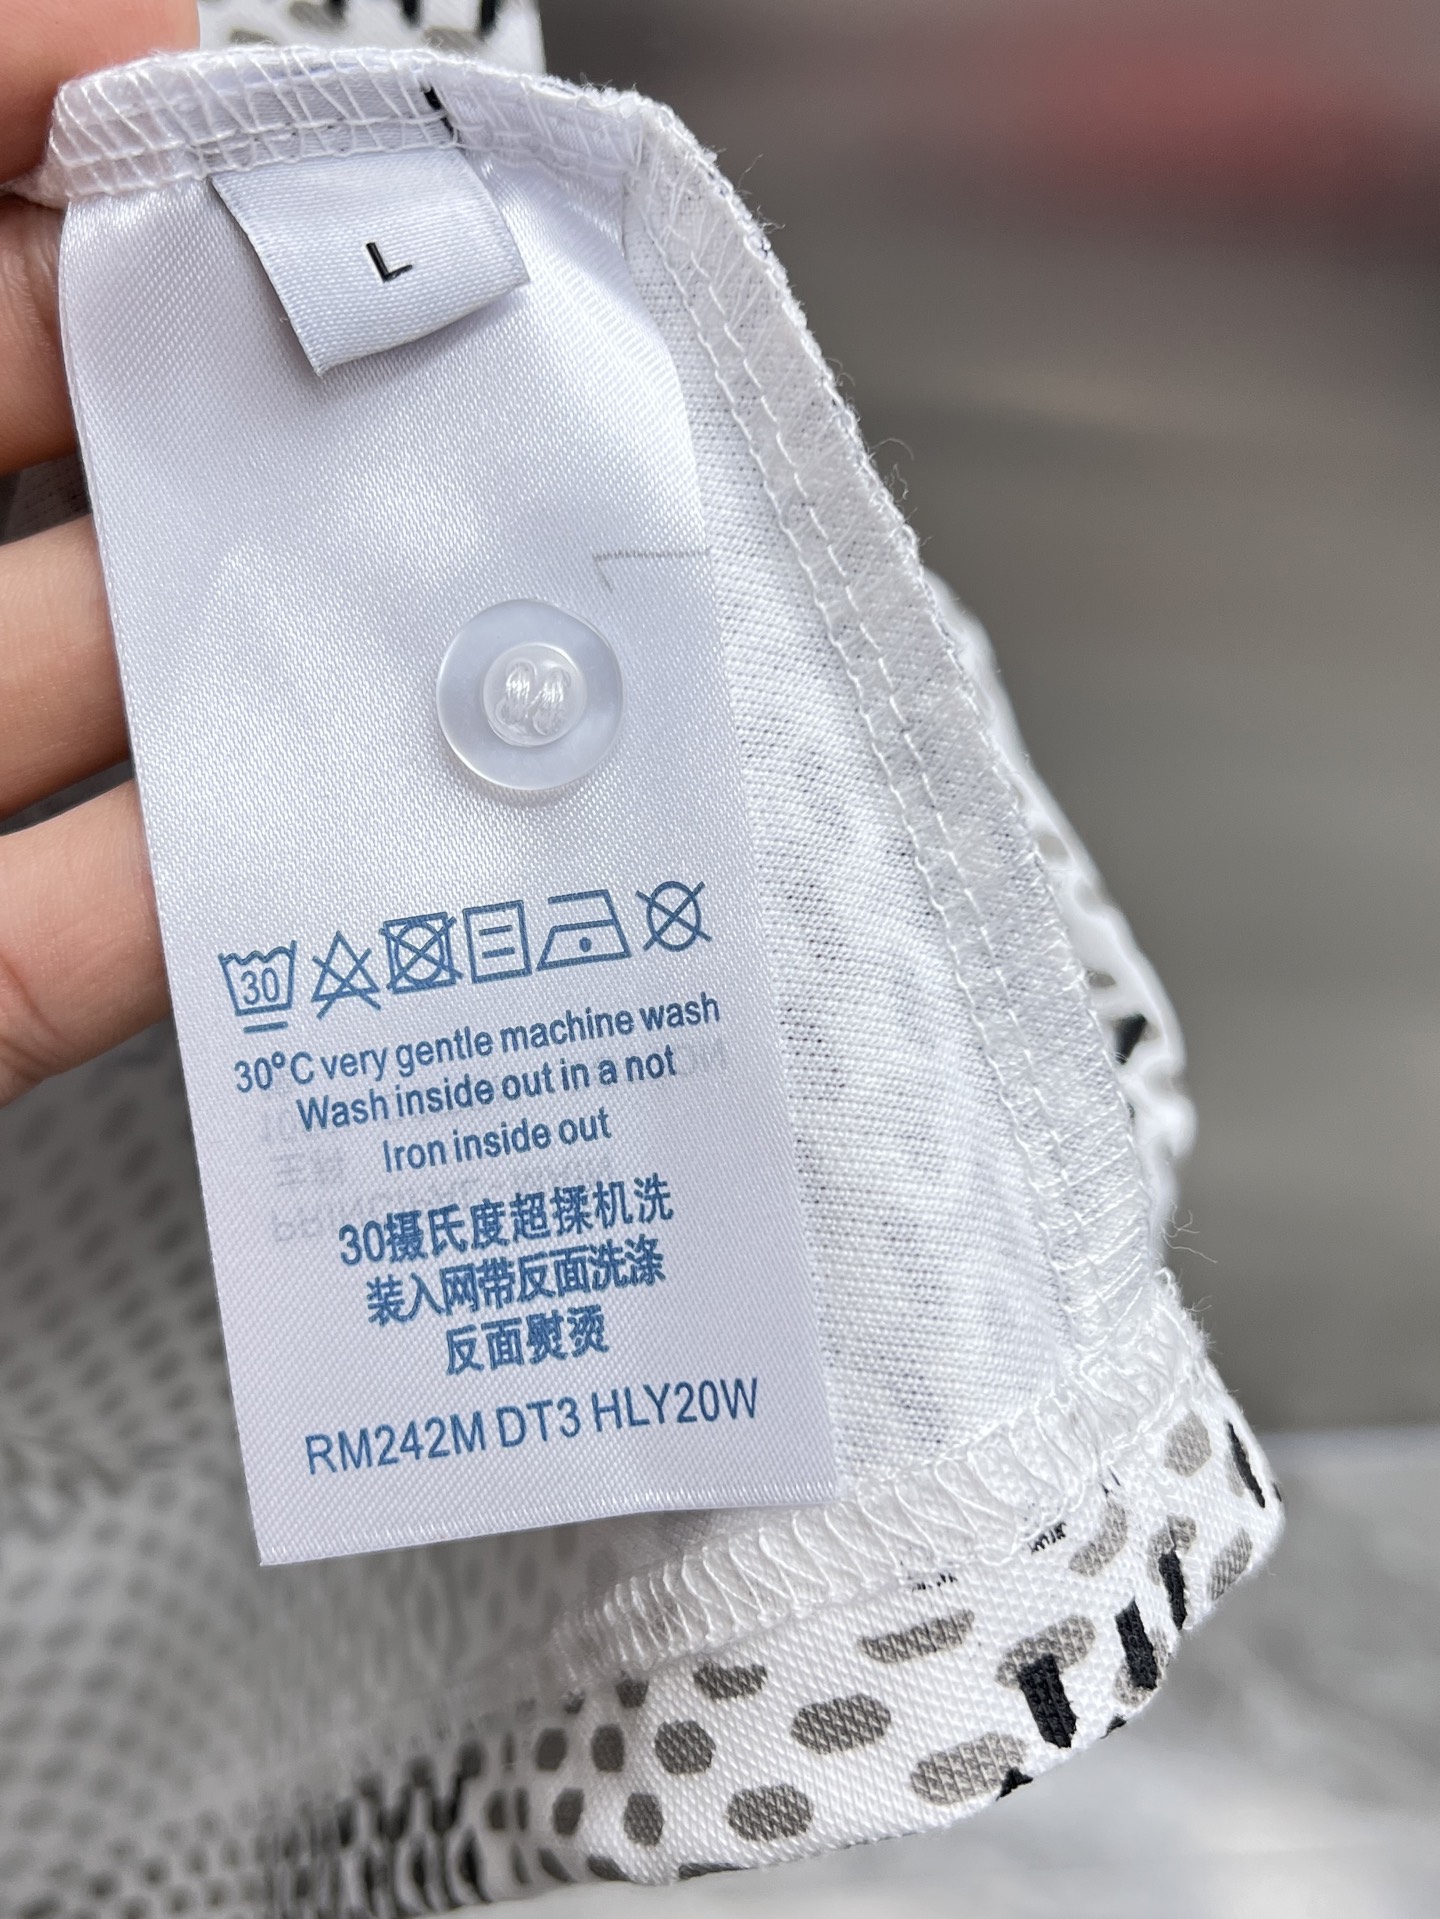 L
30
30°C very gentle machine wash
Wash inside out in a not
Iron inside out
30摄氏度超揉机洗
装入网带反面洗涤
反面熨烫
RM242M DT3 HLY20W